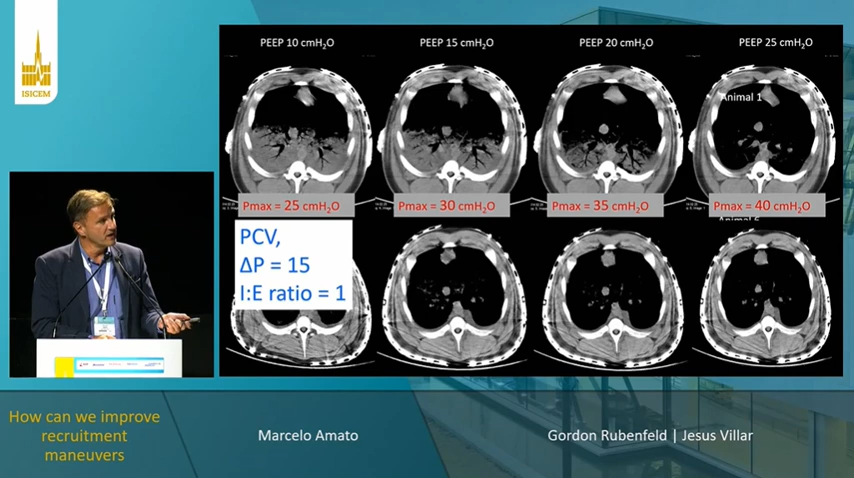 ISICEM
PEEP 10 cmH₂O
PEEP 15 cmH₂O
PEEP 20 cmH₂O
PEEP 25 cmH₂O
Animal 1
Pmax = 25 cmH₂O
Pmax = 30 cmH₂O
Pmax = 35 cmH₂O
Pmax = 40 cmH₂O
PCV,
ΔP = 15
I:E ratio = 1
How can we improve
recruitment
maneuvers
Marcelo Amato
Gordon Rubenfeld | Jesus Villar